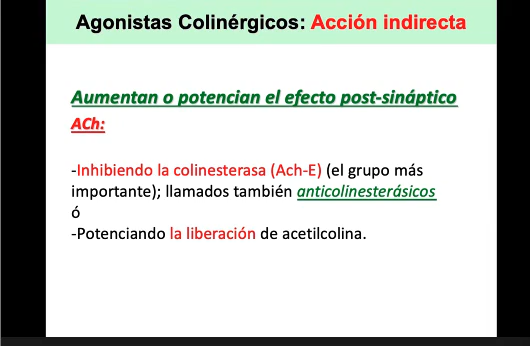 Agonistas Colinérgicos: Acción indirecta
Aumentan o potencian el efecto post-sináptico
ACh:
-Inhibiendo la colinesterasa (Ach-E) (el grupo más
importante); llamados también anticolinesterásicos
ó
-Potenciando la liberación de acetilcolina.